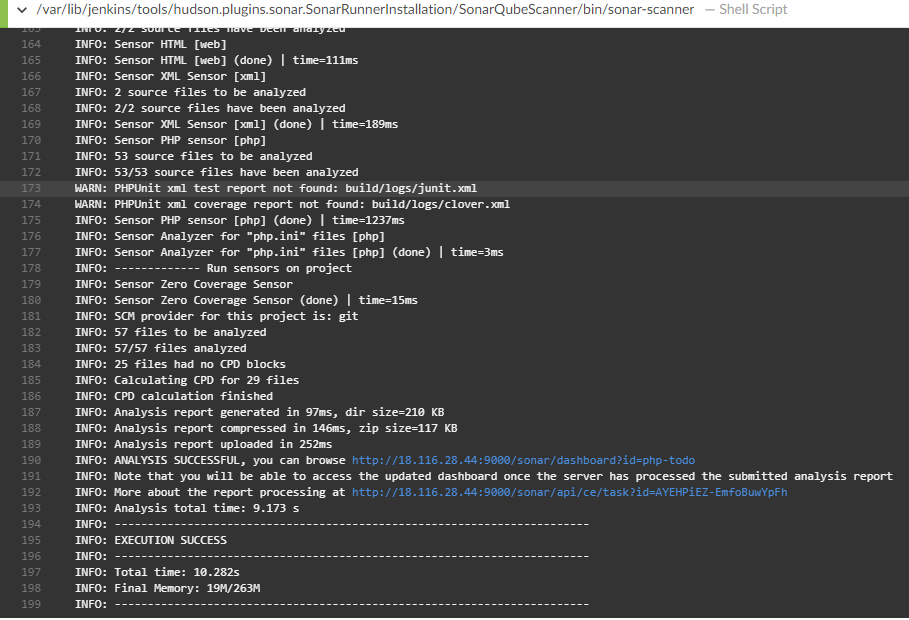 /var/lib/jenkins/tools/hudson.plugins.sonar.SonarRunnerInstallation/SonarQubeScanner/bin/sonar-scanner — Shell Script
165 INFO: 2/2 source files have been analyzed
164 INFO: Sensor HTML [web]
165 INFO: Sensor HTML [web] (done) | time=111ms
166 INFO: Sensor XML Sensor [xml]
167 INFO: 2 source files to be analyzed
168 INFO: 2/2 source files have been analyzed
169 INFO: Sensor XML Sensor [xml] (done) | time=189ms
170 INFO: Sensor PHP sensor [php]
171 INFO: 53 source files to be analyzed
172 INFO: 53/53 source files have been analyzed
173 WARN: PHPUnit xml test report not found: build/logs/junit.xml
174 WARN: PHPUnit xml coverage report not found: build/logs/clover.xml
175 INFO: Sensor PHP sensor [php] (done) | time=1237ms
176 INFO: Sensor Analyzer for "php.ini" files [php]
177 INFO: Sensor Analyzer for "php.ini" files [php] (done) | time=3ms
178 INFO: ------------- Run sensors on project
179 INFO: Sensor Zero Coverage Sensor
180 INFO: Sensor Zero Coverage Sensor (done) | time=15ms
181 INFO: SCM provider for this project is: git
182 INFO: 57 files to be analyzed
183 INFO: 57/57 files analyzed
184 INFO: 25 files had no CPD blocks
185 INFO: Calculating CPD for 29 files
186 INFO: CPD calculation finished
187 INFO: Analysis report generated in 97ms, dir size=210 KB
188 INFO: Analysis report compressed in 146ms, zip size=117 KB
189 INFO: Analysis report uploaded in 252ms
190 INFO: ANALYSIS SUCCESSFUL, you can browse http://18.116.28.44:9000/sonar/dashboard?id=php-todo
191 INFO: Note that you will be able to access the updated dashboard once the server has processed the submitted analysis report
192 INFO: More about the report processing at http://18.116.28.44:9000/sonar/api/ce/task?id=AYEHPiEZ-EmfoBuwYpFh
193 INFO: Analysis total time: 9.173 s
194 INFO: ------------------------------------------------------------------------
195 INFO: EXECUTION SUCCESS
196 INFO: ------------------------------------------------------------------------
197 INFO: Total time: 10.282s
198 INFO: Final Memory: 19M/263M
199 INFO: ------------------------------------------------------------------------